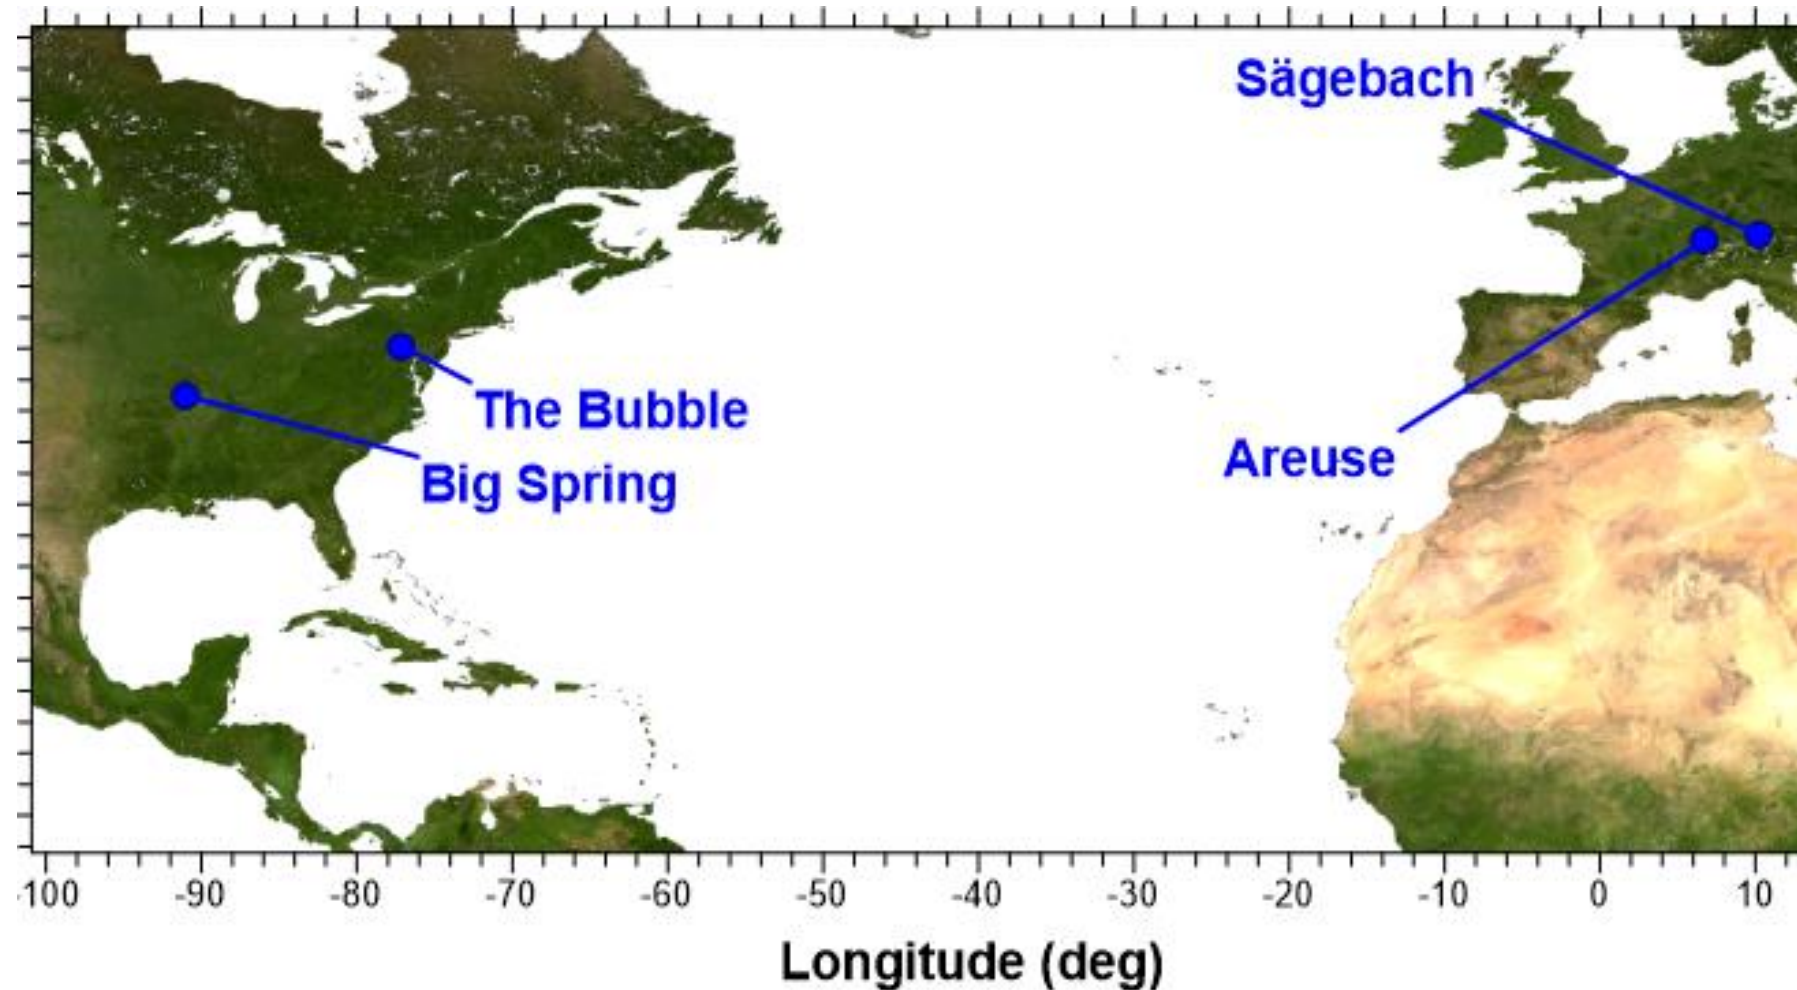 Sägebach
The Bubble
Areuse
Big Spring
-100 -90 -80 -70 -60 -50 -40 -30 -20 -10 0 10
Longitude (deg)